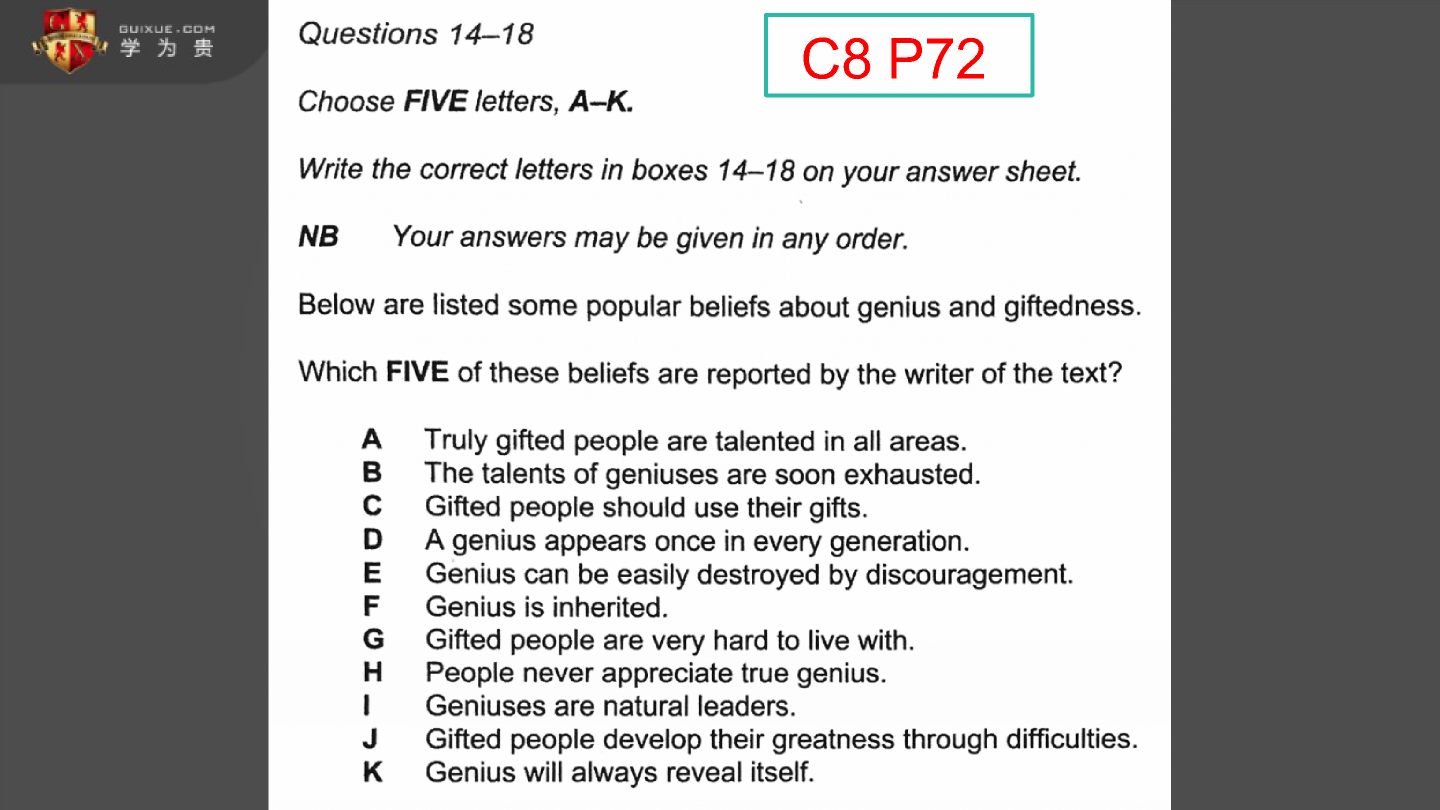 GUIXUE.COM
学为贵
C8 P72
Questions 14–18
Choose FIVE letters, A–K.
Write the correct letters in boxes 14–18 on your answer sheet.
NB Your answers may be given in any order.
Below are listed some popular beliefs about genius and giftedness.
Which FIVE of these beliefs are reported by the writer of the text?
A Truly gifted people are talented in all areas.
B The talents of geniuses are soon exhausted.
C Gifted people should use their gifts.
D A genius appears once in every generation.
E Genius can be easily destroyed by discouragement.
F Genius is inherited.
G Gifted people are very hard to live with.
H People never appreciate true genius.
I Geniuses are natural leaders.
J Gifted people develop their greatness through difficulties.
K Genius will always reveal itself.